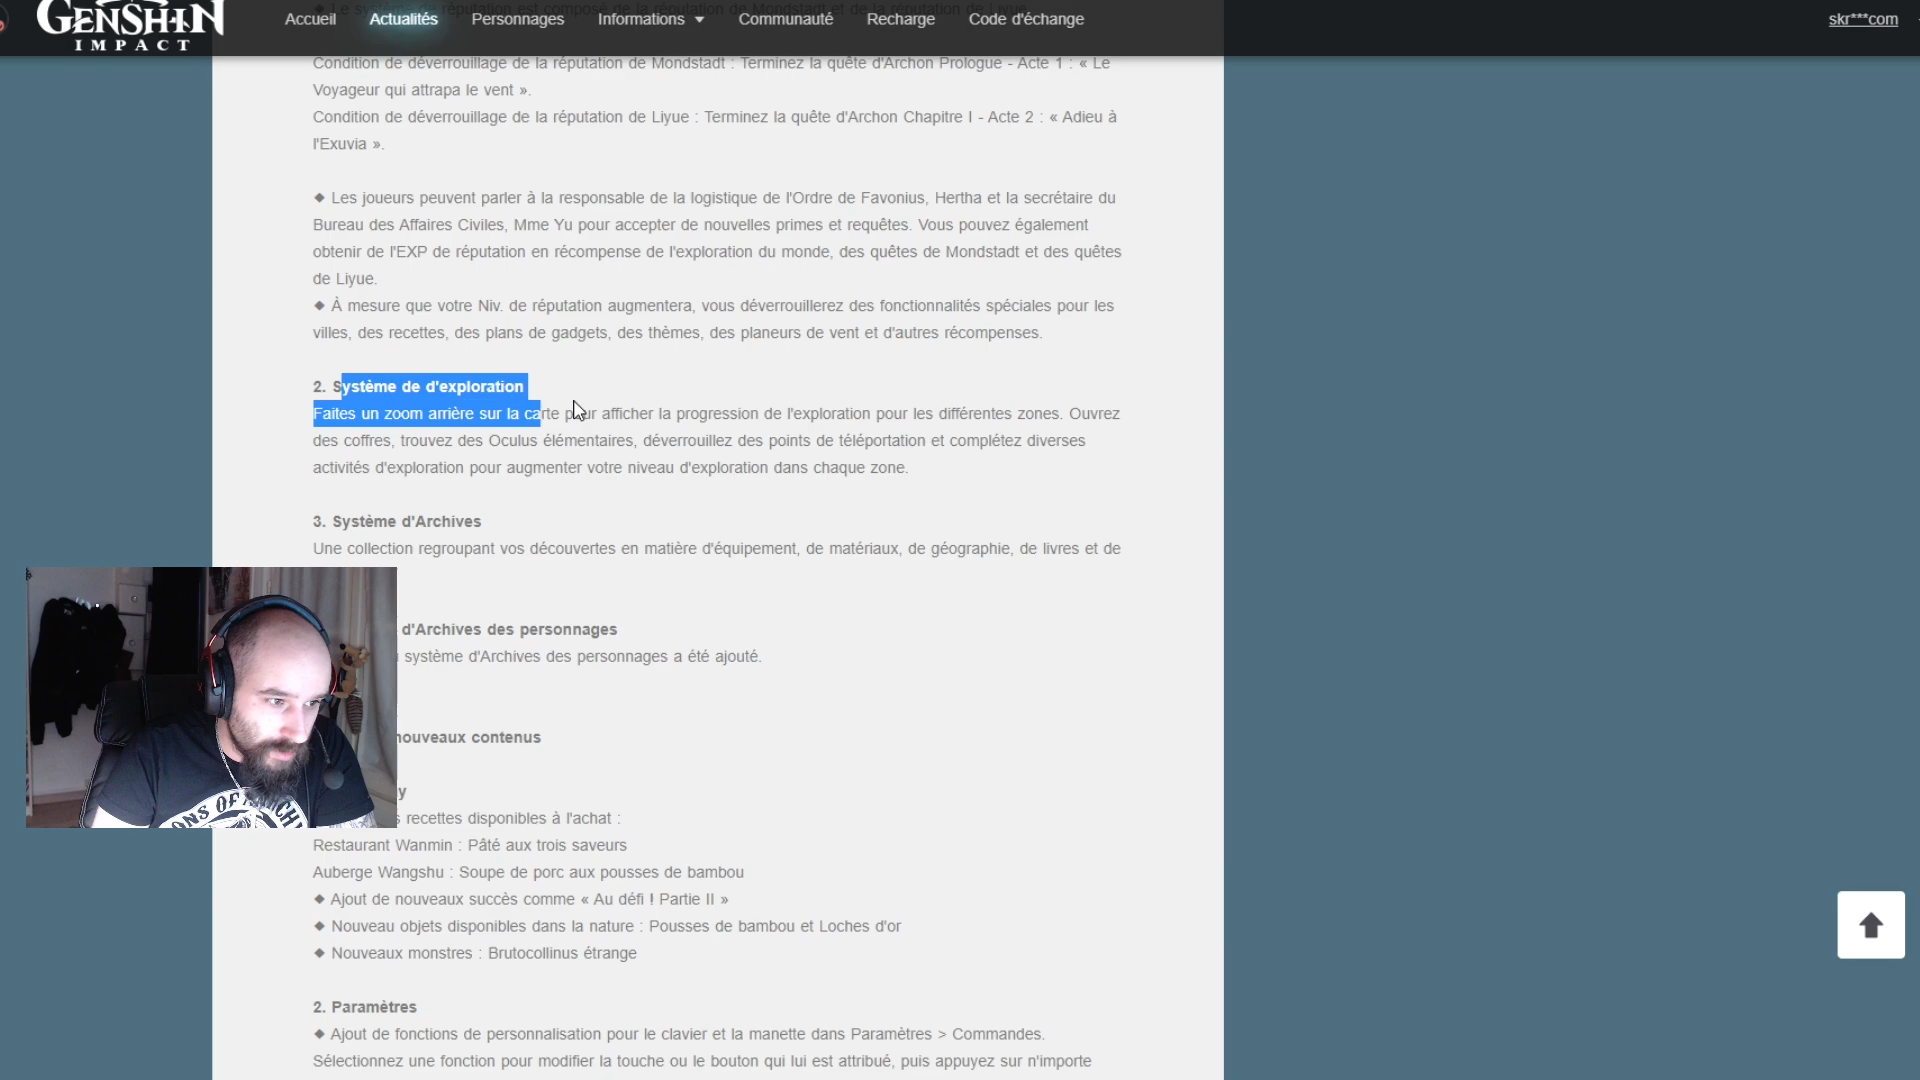 GENSHIN
IMPACT
Accueil
Actualités
Personnages
Informations
Communauté
Recharge
Code d'échange
skr***com
Condition de déverrouillage de la réputation de Mondstadt : Terminez la quête d'Archon Prologue - Acte 1 : « Le
Voyageur qui attrapa le vent ».
Condition de déverrouillage de la réputation de Liyue : Terminez la quête d'Archon Chapitre I - Acte 2 : « Adieu à
l'Exuvia ».
◆ Les joueurs peuvent parler à la responsable de la logistique de l'Ordre de Favonius, Hertha et la secrétaire du
Bureau des Affaires Civiles, Mme Yu pour accepter de nouvelles primes et requêtes. Vous pouvez également
obtenir de l'EXP de réputation en récompense de l'exploration du monde, des quêtes de Mondstadt et des quêtes
de Liyue.
◆ À mesure que votre Niv. de réputation augmentera, vous déverrouillerez des fonctionnalités spéciales pour les
villes, des recettes, des plans de gadgets, des thèmes, des planeurs de vent et d'autres récompenses.
2. Système de d'exploration
Faites un zoom arrière sur la carte pour afficher la progression de l'exploration pour les différentes zones. Ouvrez
des coffres, trouvez des Oculus élémentaires, déverrouillez des points de téléportation et complétez diverses
activités d'exploration pour augmenter votre niveau d'exploration dans chaque zone.
3. Système d'Archives
Une collection regroupant vos découvertes en matière d'équipement, de matériaux, de géographie, de livres et de
d'Archives des personnages
système d'Archives des personnages a été ajouté.
nouveaux contenus
y
s recettes disponibles à l'achat :
Restaurant Wanmin : Pâté aux trois saveurs
Auberge Wangshu : Soupe de porc aux pousses de bambou
◆ Ajout de nouveaux succès comme « Au défi ! Partie II »
◆ Nouveau objets disponibles dans la nature : Pousses de bambou et Loches d'or
◆ Nouveaux monstres : Brutocollinus étrange
2. Paramètres
◆ Ajout de fonctions de personnalisation pour le clavier et la manette dans Paramètres > Commandes.
Sélectionnez une fonction pour modifier la touche ou le bouton qui lui est attribué, puis appuyez sur n'importe